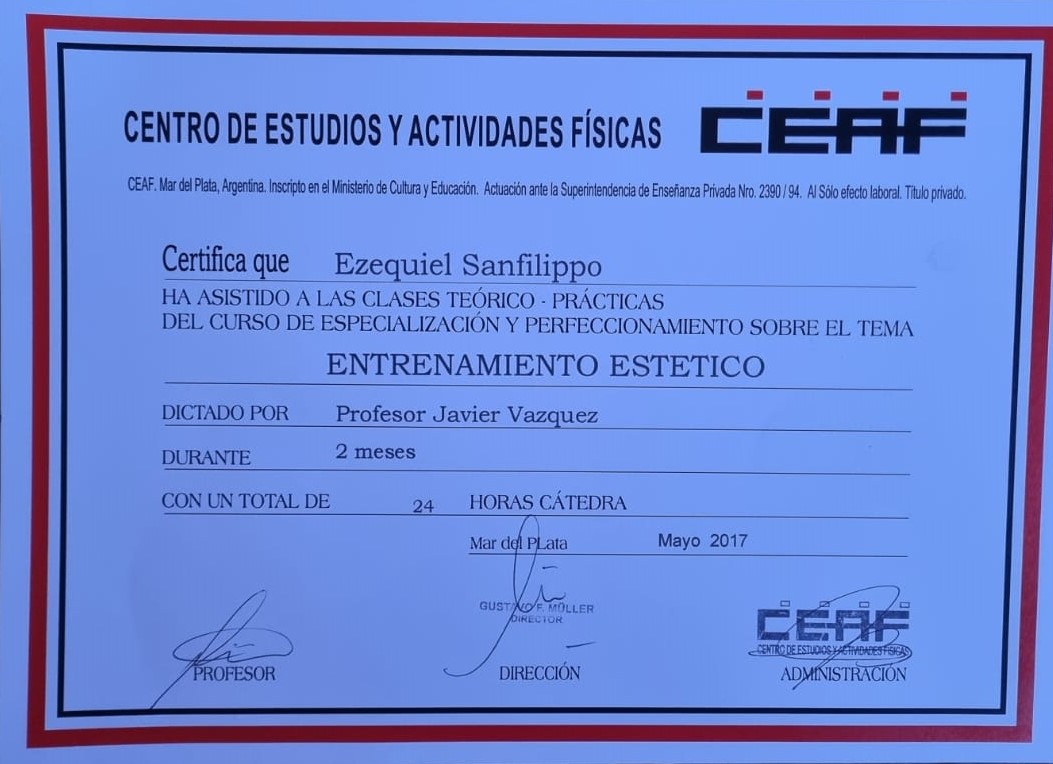 CENTRO DE ESTUDIOS Y ACTIVIDADES FÍSICAS
CEAF
CEAF. Mar del Plata, Argentina. Inscripto en el Ministerio de Cultura y Educación. Actuación ante la Superintendencia de Enseñanza Privada Nro. 2390 / 94. Al Sólo efecto laboral. Título privado.
Certifica que Ezequiel Sanfilippo
HA ASISTIDO A LAS CLASES TEÓRICO - PRÁCTICAS
DEL CURSO DE ESPECIALIZACIÓN Y PERFECCIONAMIENTO SOBRE EL TEMA
ENTRENAMIENTO ESTETICO
DICTADO POR Profesor Javier Vazquez
DURANTE 2 meses
CON UN TOTAL DE 24 HORAS CÁTEDRA
Mar del PLata Mayo 2017
GUSTAVO F. MÜLLER
DIRECTOR
CEAF
CENTRO DE ESTUDIOS Y ACTIVIDADES FÍSICAS
PROFESOR DIRECCIÓN ADMINISTRACIÓN